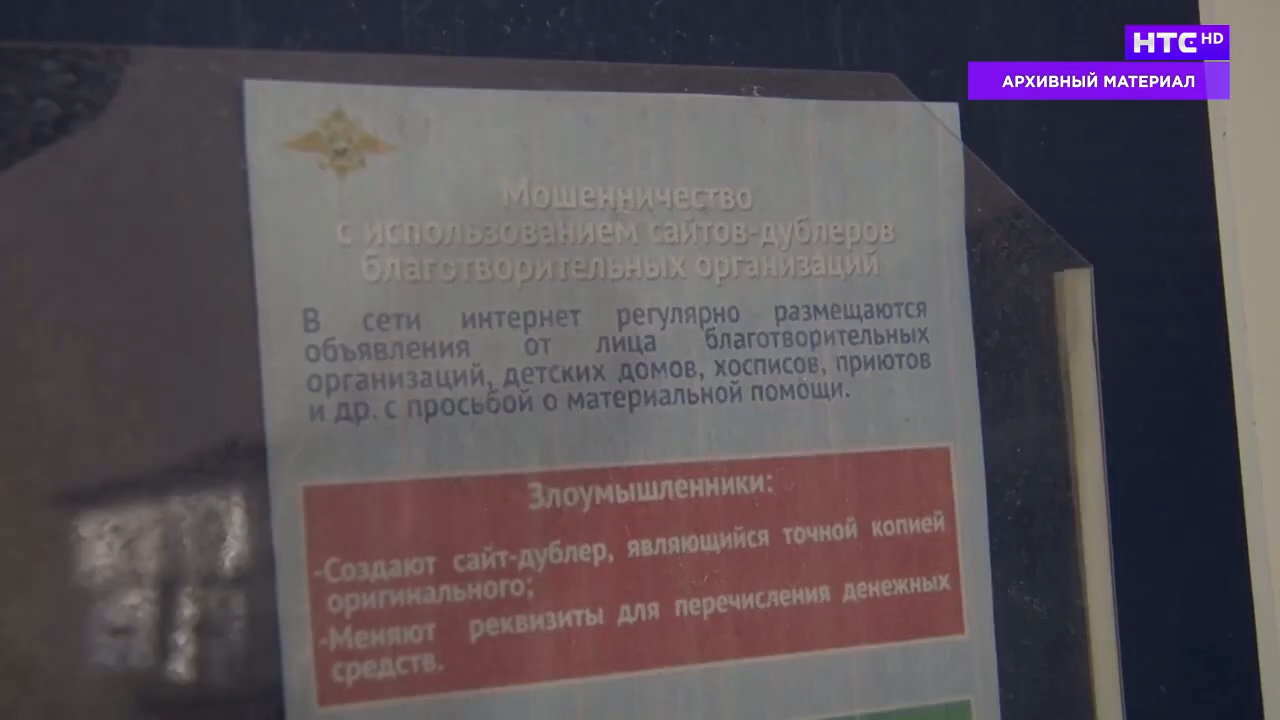 НТС HD
АРХИВНЫЙ МАТЕРИАЛ
Мошенничество
с использованием сайтов-дублеров
благотворительных организаций
В сети интернет регулярно размещаются
объявления от лица благотворительных
организаций, детских домов, хосписов, приютов
и др. с просьбой о материальной помощи.
Злоумышленники:
-Создают сайт-дублер, являющийся точной копией
оригинального;
-Меняют реквизиты для перечисления денежных
средств.